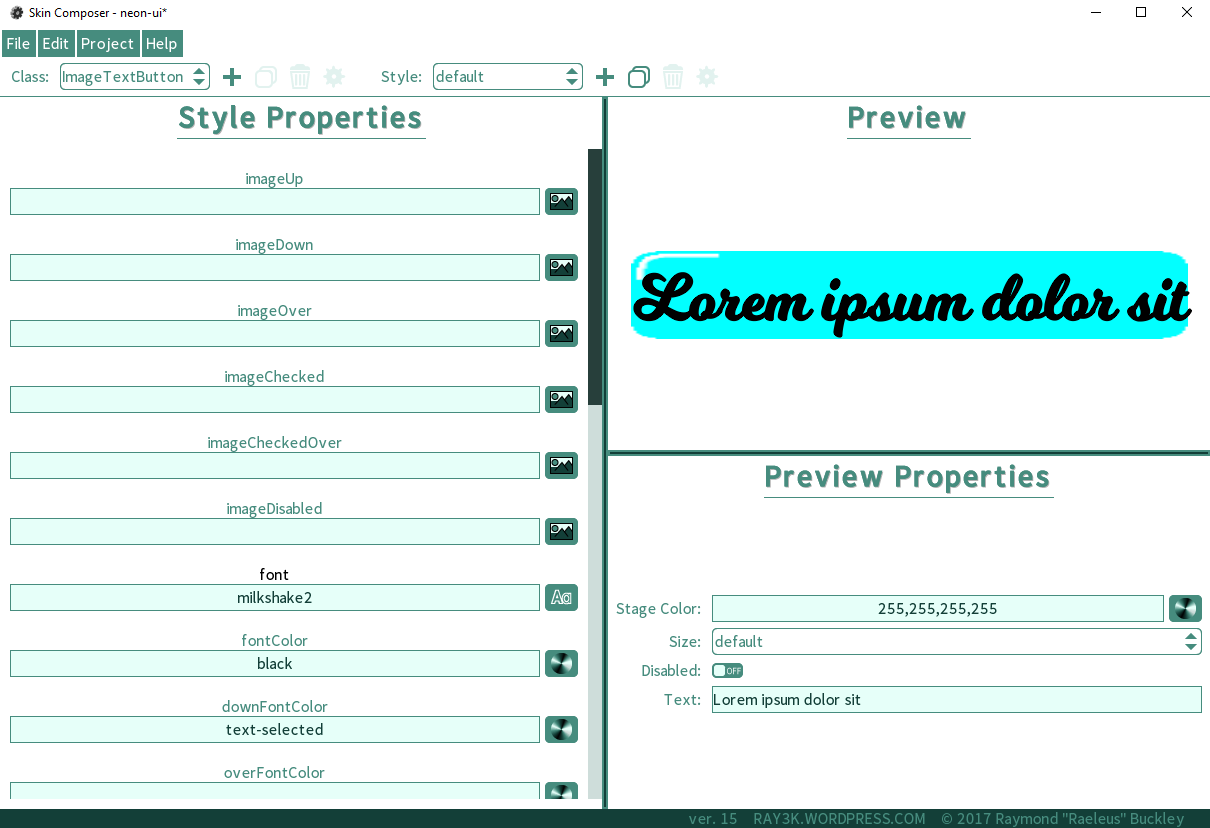 Skin Composer - neon-ui*
File Edit Project Help
Class: ImageTextButton Style: default
Style Properties
imageUp
imageDown
imageOver
imageChecked
imageCheckedOver
imageDisabled
font
milkshake2
Aa
fontColor
black
downFontColor
text-selected
overFontColor
Preview
Lorem ipsum dolor sit
Preview Properties
Stage Color: 255,255,255,255
Size: default
Disabled: OFF
Text: Lorem ipsum dolor sit
ver. 15 RAY3K.WORDPRESS.COM © 2017 Raymond "Raeleus" Buckley